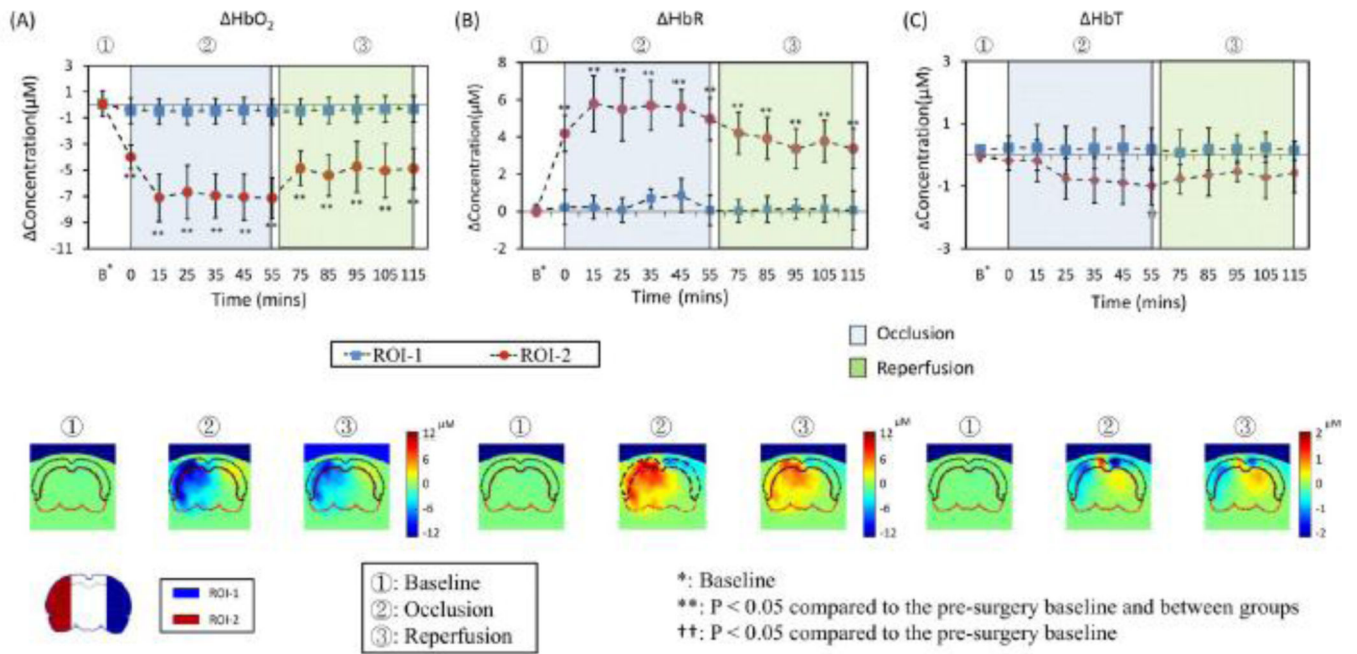 (A) ΔHbO₂ (B) ΔHbR (C) ΔHbT
① ② ③ ① ② ③ ① ② ③
ΔConcentration(μM)
3
1
-1
-3
-5
-7
-9
-11
** ** ** ** ** ** ** ** ** ** **
B* 0 15 25 35 45 55 75 85 95 105 115
Time (mins)
ΔConcentration(μM)
8
6
4
2
0
-2
** ** ** ** ** ** ** ** ** ** **
B* 0 15 25 35 45 55 75 85 95 105 115
Time (mins)
ΔConcentration(μM)
3
1
-1
-3
B* 0 15 25 35 45 55 75 85 95 105 115
Time (mins)
ROI-1 ROI-2
Occlusion
Reperfusion
① ② ③ μM ① ② ③ μM ① ② ③ μM
12 12 2
6 6 1
0 0 0
-6 -6 -1
-12 -12 -2
ROI-1
ROI-2
①: Baseline
②: Occlusion
③: Reperfusion
*: Baseline
**: P < 0.05 compared to the pre-surgery baseline and between groups
††: P < 0.05 compared to the pre-surgery baseline